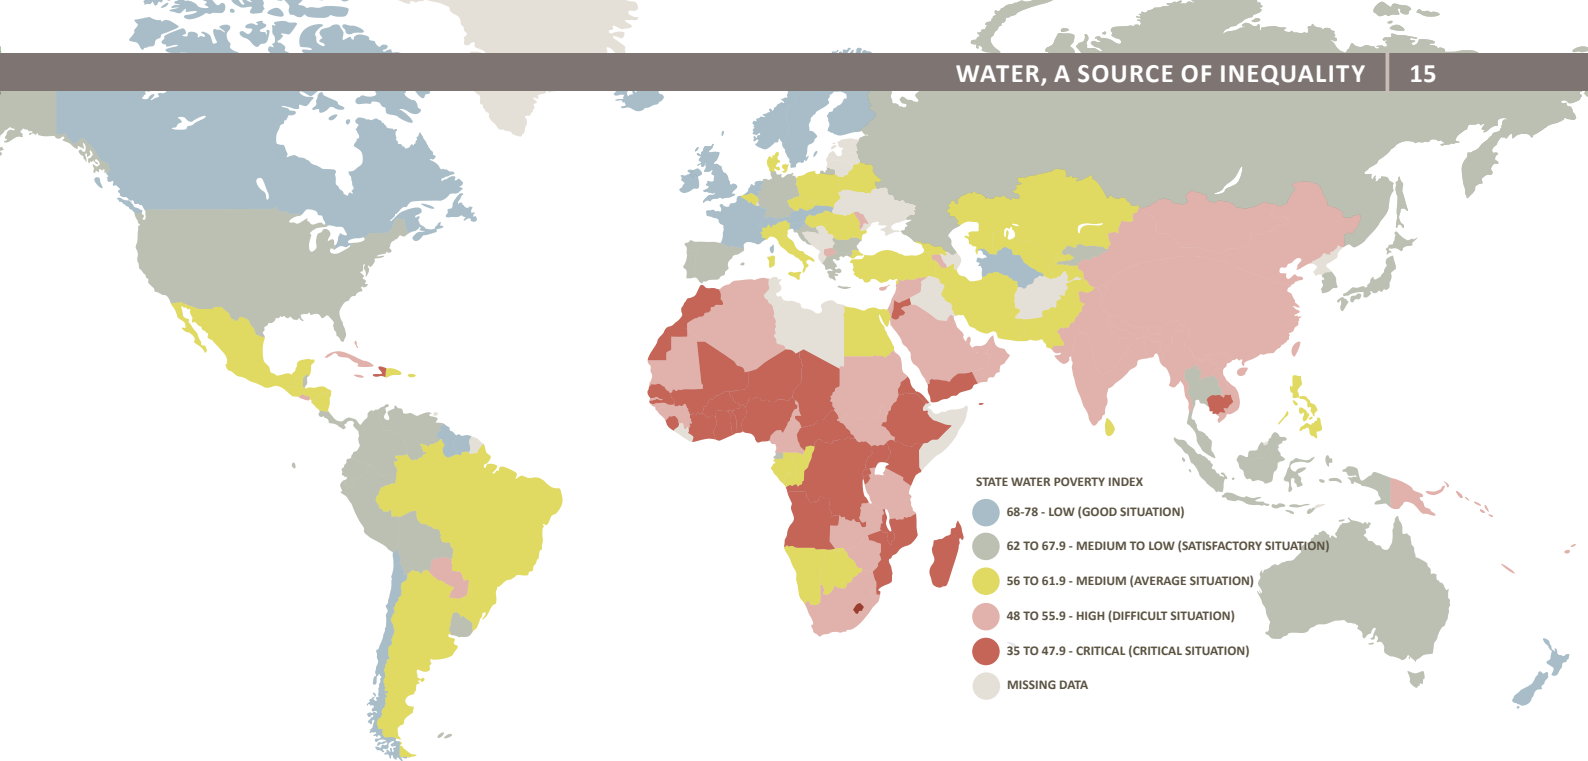 WATER, A SOURCE OF INEQUALITY 15
STATE WATER POVERTY INDEX
68-78 - LOW (GOOD SITUATION)
62 TO 67.9 - MEDIUM TO LOW (SATISFACTORY SITUATION)
56 TO 61.9 - MEDIUM (AVERAGE SITUATION)
48 TO 55.9 - HIGH (DIFFICULT SITUATION)
35 TO 47.9 - CRITICAL (CRITICAL SITUATION)
MISSING DATA